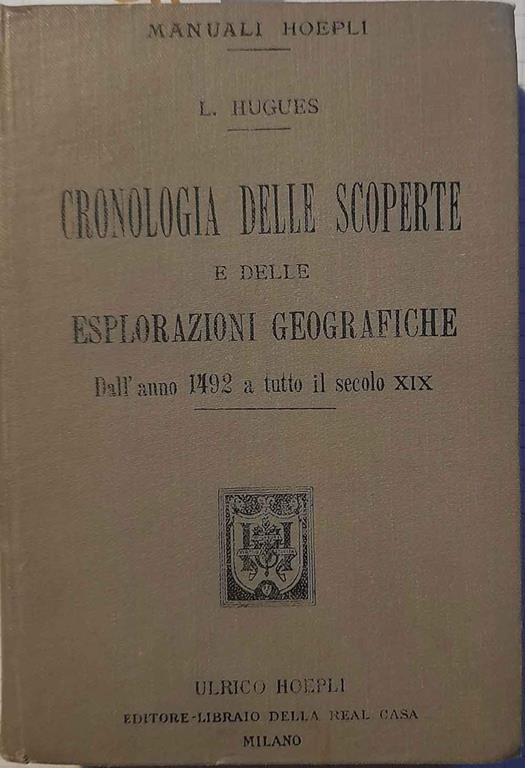 MANUALI HOEPLI
L. HUGUES
CRONOLOGIA DELLE SCOPERTE
E DELLE
ESPLORAZIONI GEOGRAFICHE
Dall'anno 1492 a tutto il secolo XIX
ULRICO HOEPLI
EDITORE-LIBRAIO DELLA REAL CASA
MILANO